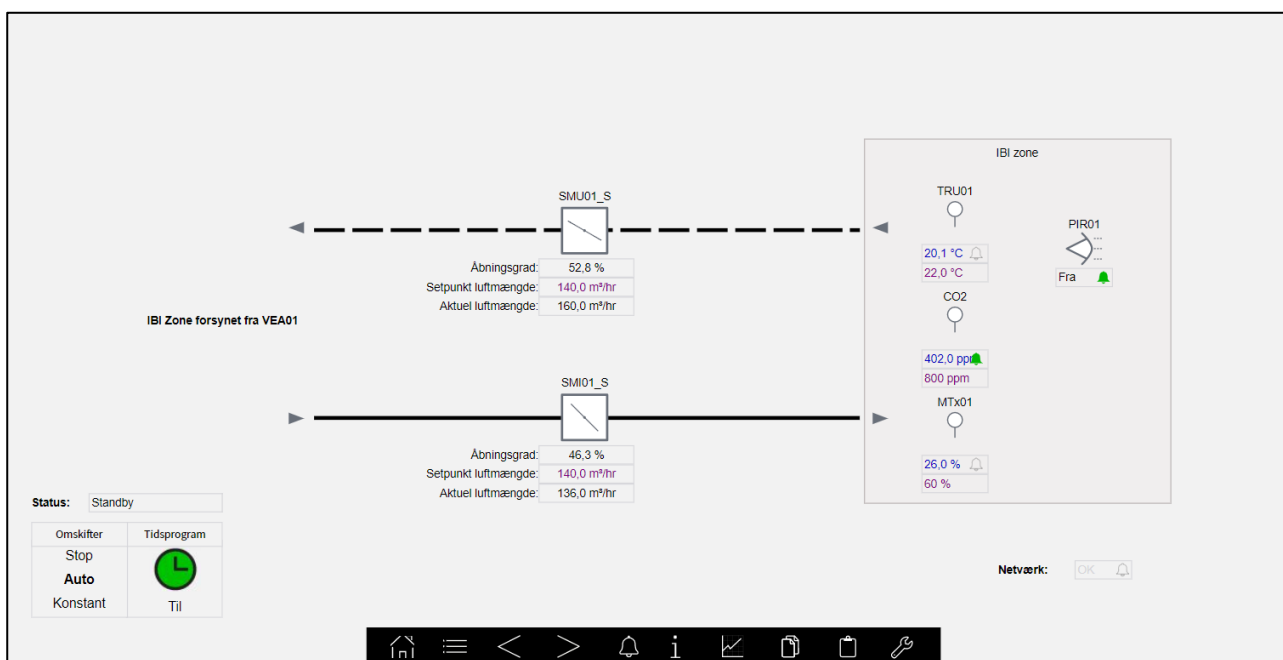 IBI zone
SMU01_S
TRU01
PIR01
20,1 °C
22,0 °C
Fra
Åbningsgrad: 52,8 %
Setpunkt luftmængde: 140,0 m³/hr
Aktuel luftmængde: 160,0 m³/hr
CO2
IBI Zone forsynet fra VEA01
402,0 ppm
800 ppm
SMI01_S
MTx01
Åbningsgrad: 46,3 %
Setpunkt luftmængde: 140,0 m³/hr
Aktuel luftmængde: 136,0 m³/hr
26,0 %
60 %
Status: Standby
Omskifter Tidsprogram
Stop
Auto
Konstant Til
Netværk: OK